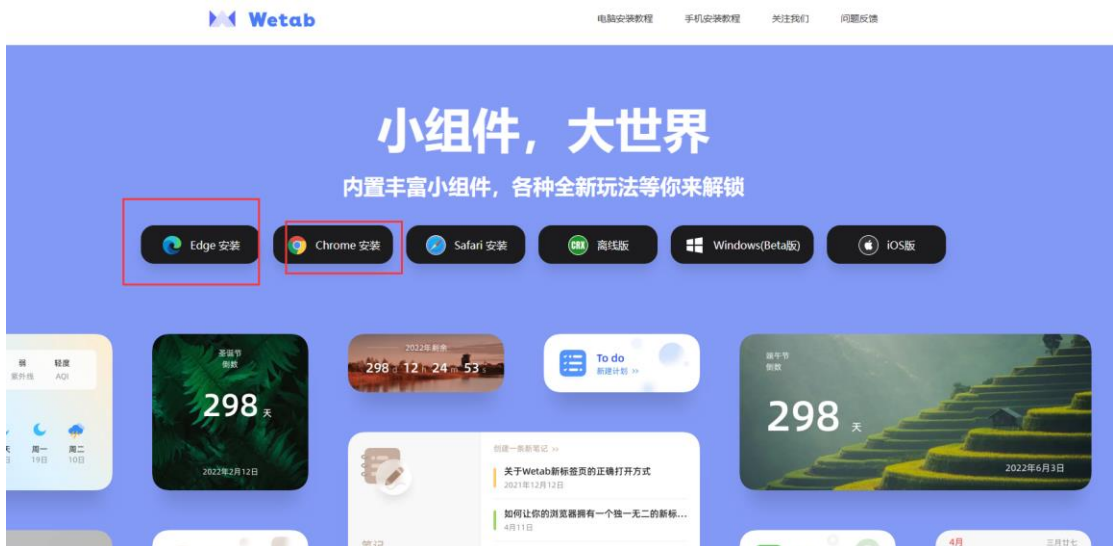 Wetab
电脑安装教程 手机安装教程 关注我们 问题反馈
小组件，大世界
内置丰富小组件，各种全新玩法等你来解锁
Edge 安装 Chrome 安装 Safari 安装 CRX 离线版 Windows(Beta版) iOS版
弱 轻度
紫外线 AQI
周一 周二
19日 10日
圣诞节
倒数
298 天
2022年2月12日
2022年剩余
298 d 12 h 24 m 53 s
To do
新建计划 >>
端午节
倒数
298 天
2022年6月3日
创建一条新笔记 >>
关于Wetab新标签页的正确打开方式
2021年12月12日
如何让你的浏览器拥有一个独一无二的新标...
4月11日
笔记
4月 三月廿七